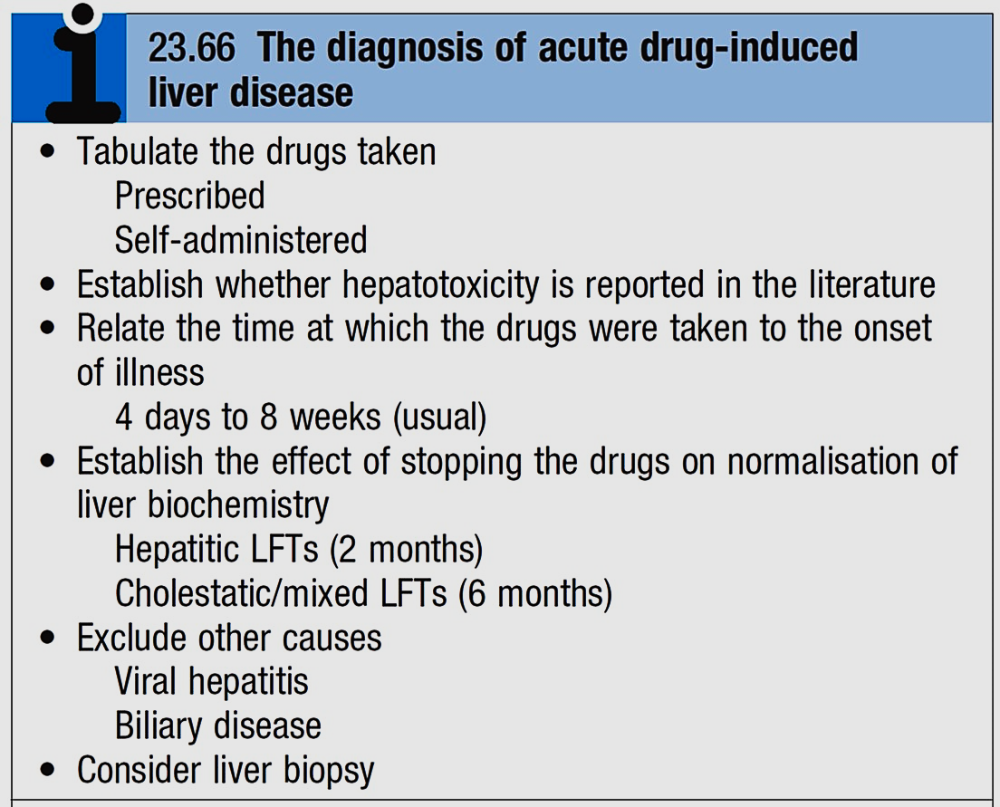 23.66 The diagnosis of acute drug-induced
liver disease
• Tabulate the drugs taken
Prescribed
Self-administered
• Establish whether hepatotoxicity is reported in the literature
• Relate the time at which the drugs were taken to the onset
of illness
4 days to 8 weeks (usual)
• Establish the effect of stopping the drugs on normalisation of
liver biochemistry
Hepatitic LFTs (2 months)
Cholestatic/mixed LFTs (6 months)
• Exclude other causes
Viral hepatitis
Biliary disease
• Consider liver biopsy